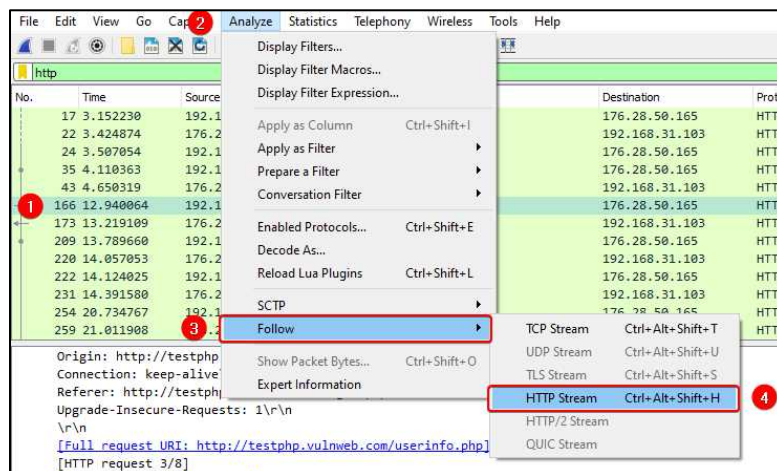 File Edit View Go Cap 2 Analyze Statistics Telephony Wireless Tools Help
http
Display Filters...
Display Filter Macros...
Display Filter Expression...
Apply as Column Ctrl+Shift+I
Apply as Filter
Prepare a Filter
Conversation Filter
Enabled Protocols... Ctrl+Shift+E
Decode As...
Reload Lua Plugins Ctrl+Shift+L
SCTP
3 Follow
Show Packet Bytes... Ctrl+Shift+O
Expert Information
TCP Stream Ctrl+Alt+Shift+T
UDP Stream Ctrl+Alt+Shift+U
TLS Stream Ctrl+Alt+Shift+S
HTTP Stream Ctrl+Alt+Shift+H 4
HTTP/2 Stream
QUIC Stream
No. Time Source Destination Prot
17 3.152230 192.1 176.28.50.165 HTT
22 3.424874 176.2 192.168.31.103 HTT
24 3.507054 192.1 176.28.50.165 HTT
35 4.110363 192.1 176.28.50.165 HTT
43 4.650319 176.2 192.168.31.103 HTT
1 166 12.940064 192.1 176.28.50.165 HTT
173 13.219109 176.2 192.168.31.103 HTT
209 13.789660 192.1 176.28.50.165 HTT
220 14.057053 176.2 192.168.31.103 HTT
222 14.124025 192.1 176.28.50.165 HTT
231 14.391580 176.2 192.168.31.103 HTT
254 20.734767 192.1 176.28.50.165 HTT
259 21.011908
Origin: http://testphp
Connection: keep-alive
Referer: http://testph
Upgrade-Insecure-Requests: 1\r\n
\r\n
[Full request URI: http://testphp.vulnweb.com/userinfo.php]
[HTTP request 3/8]